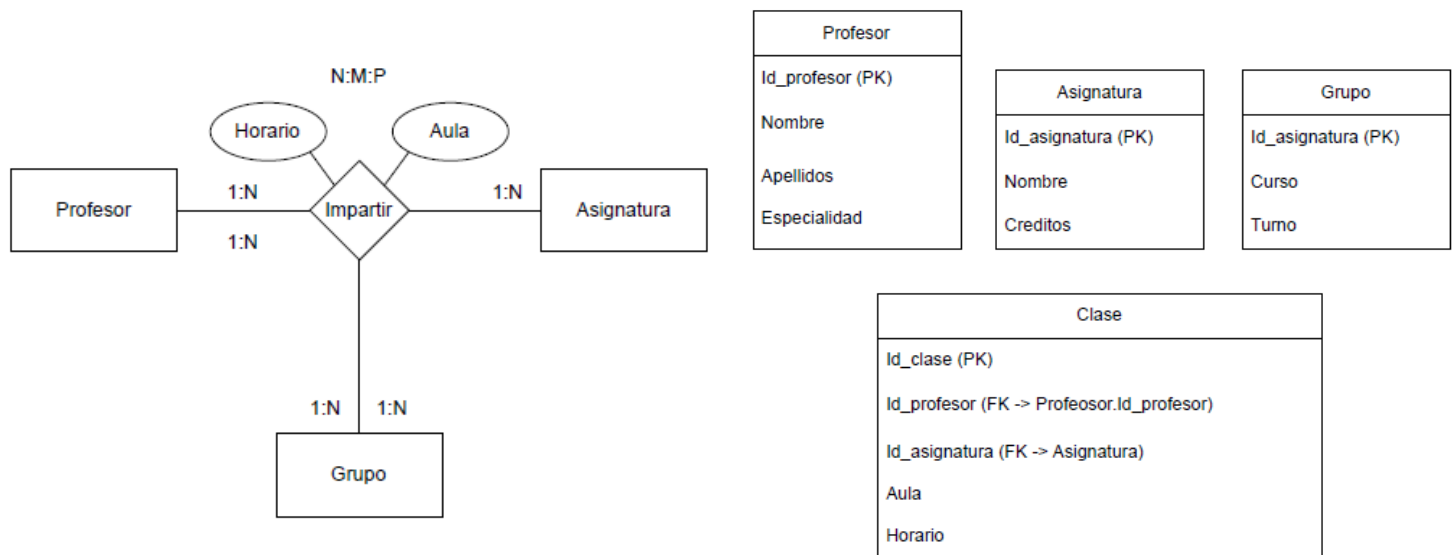 N:M:P
Horario
Aula
Profesor
1:N
1:N
Impartir
1:N
Asignatura
1:N
1:N
Grupo
Profesor
Id_profesor (PK)
Nombre
Apellidos
Especialidad
Asignatura
Id_asignatura (PK)
Nombre
Creditos
Grupo
Id_asignatura (PK)
Curso
Turno
Clase
Id_clase (PK)
Id_profesor (FK -> Profeosor.Id_profesor)
Id_asignatura (FK -> Asignatura)
Aula
Horario